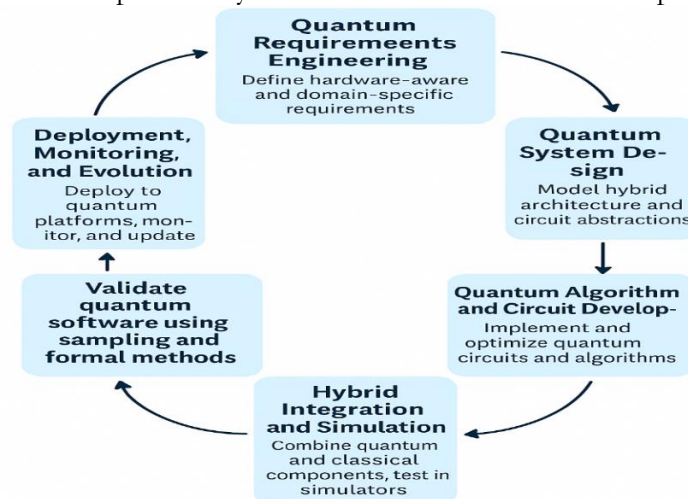 Quantum
Requiremeents
Engineering
Define hardware-aware
and domain-specific
requirements
Quantum
System De-
sign
Model hybrid
architecture and
circuit abstractions
Quantum Algorithm
and Circuit Develop-
Implement and
optimize quantum
circuits and algorithms
Hybrid
Integration
and Simulation
Combine quantum
and classical
components, test in
simulators
Validate
quantum
software using
sampling and
formal methods
Deployment,
Monitoring,
and Evolution
Deploy to
quantum
platforms, mon-
itor, and update